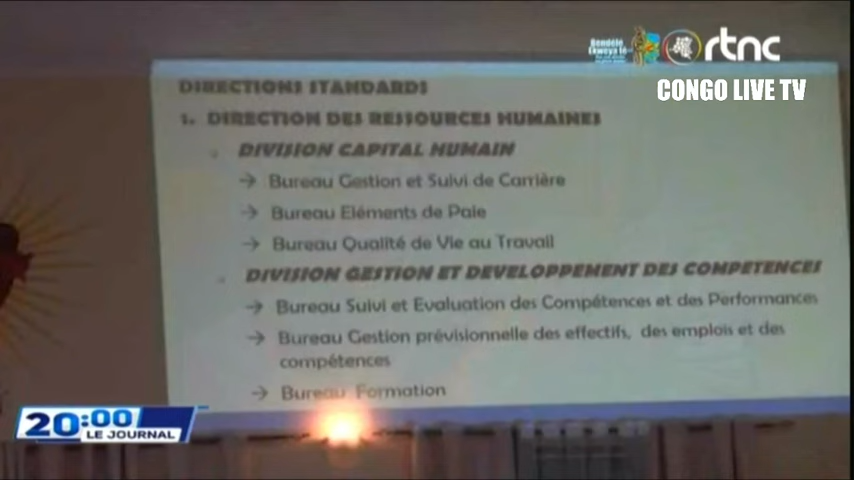 Bendele
Ekweya te
rtnc
CONGO LIVE TV
DIRECTIONS STANDARDS
1. DIRECTION DES RESSOURCES HUMAINES
DIVISION CAPITAL HUMAIN
→ Bureau Gestion et Suivi de Carrière
→ Bureau Eléments de Paie
→ Bureau Qualité de Vie au Travail
DIVISION GESTION ET DEVELOPPEMENT DES COMPETENCES
→ Bureau Suivi et Evaluation des Compétences et des Performances
→ Bureau Gestion prévisionnelle des effectifs, des emplois et des
compétences
→ Bureau Formation
20:00
LE JOURNAL